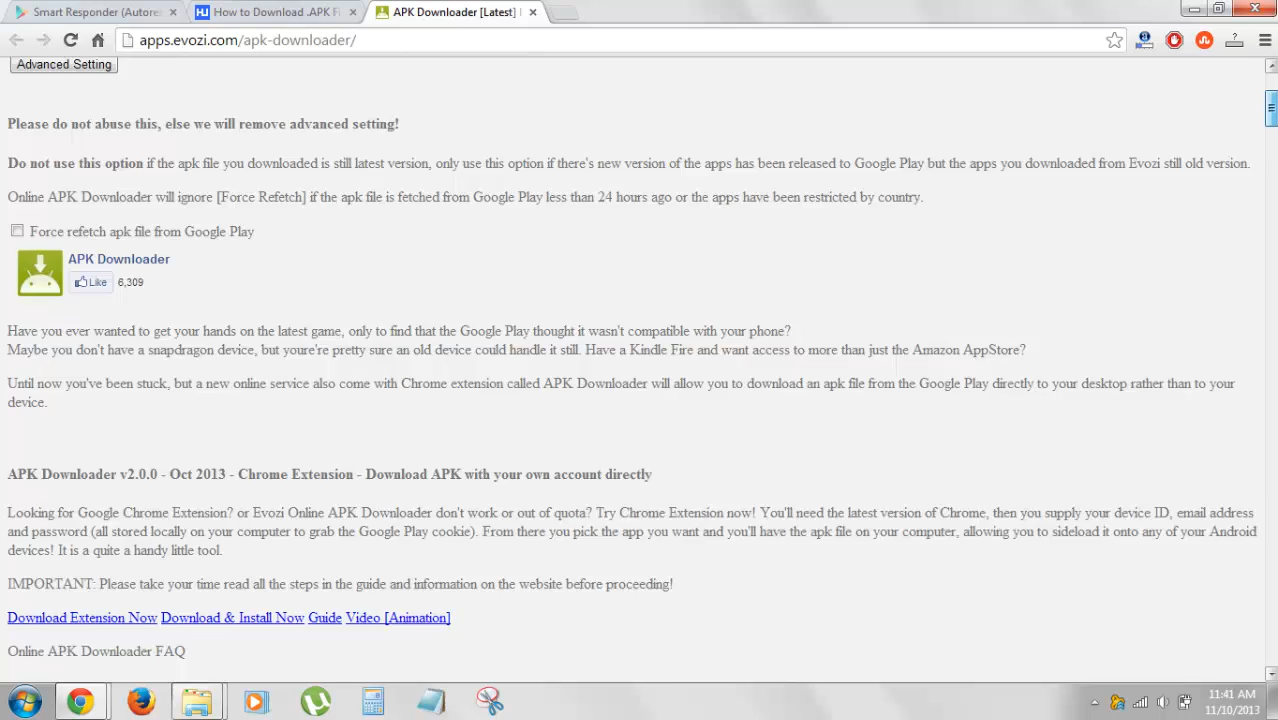 Smart Responder (Autore
How to Download .APK Fi
APK Downloader [Latest]
apps.evozi.com/apk-downloader/
Advanced Setting
Please do not abuse this, else we will remove advanced setting!
Do not use this option if the apk file you downloaded is still latest version, only use this option if there's new version of the apps has been released to Google Play but the apps you downloaded from Evozi still old version.
Online APK Downloader will ignore [Force Refetch] if the apk file is fetched from Google Play less than 24 hours ago or the apps have been restricted by country.
Force refetch apk file from Google Play
APK Downloader
Like 6,309
Have you ever wanted to get your hands on the latest game, only to find that the Google Play thought it wasn't compatible with your phone?
Maybe you don't have a snapdragon device, but youre're pretty sure an old device could handle it still. Have a Kindle Fire and want access to more than just the Amazon AppStore?
Until now you've been stuck, but a new online service also come with Chrome extension called APK Downloader will allow you to download an apk file from the Google Play directly to your desktop rather than to your
device.
APK Downloader v2.0.0 - Oct 2013 - Chrome Extension - Download APK with your own account directly
Looking for Google Chrome Extension? or Evozi Online APK Downloader don't work or out of quota? Try Chrome Extension now! You'll need the latest version of Chrome, then you supply your device ID, email address
and password (all stored locally on your computer to grab the Google Play cookie). From there you pick the app you want and you'll have the apk file on your computer, allowing you to sideload it onto any of your Android
devices! It is a quite a handy little tool.
IMPORTANT: Please take your time read all the steps in the guide and information on the website before proceeding!
Download Extension Now Download & Install Now Guide Video [Animation]
Online APK Downloader FAQ
11:41 AM
11/10/2013